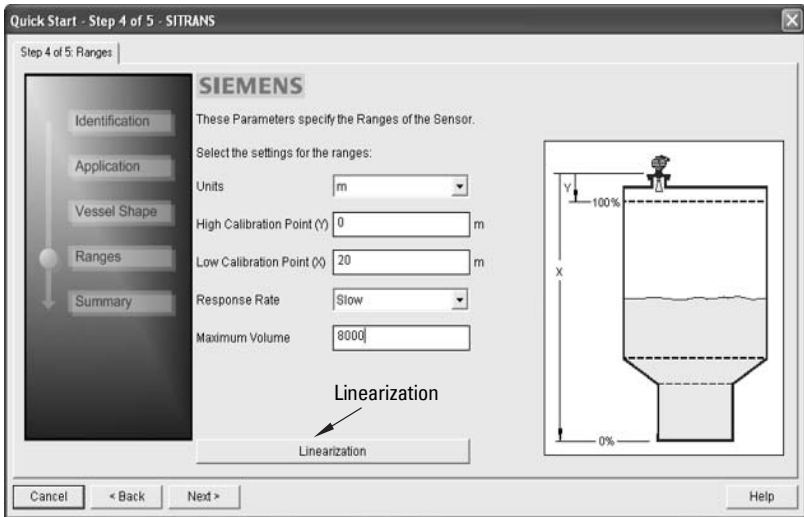 Quick Start - Step 4 of 5 - SITRANS
Step 4 of 5: Ranges
SIEMENS
Identification
Application
Vessel Shape
Ranges
Summary
These Parameters specify the Ranges of the Sensor.
Select the settings for the ranges:
Units m
High Calibration Point (Y) 0 m
Low Calibration Point (X) 20 m
Response Rate Slow
Maximum Volume 8000
Linearization
Linearization
Y
100%
X
0%
Cancel
< Back
Next >
Help